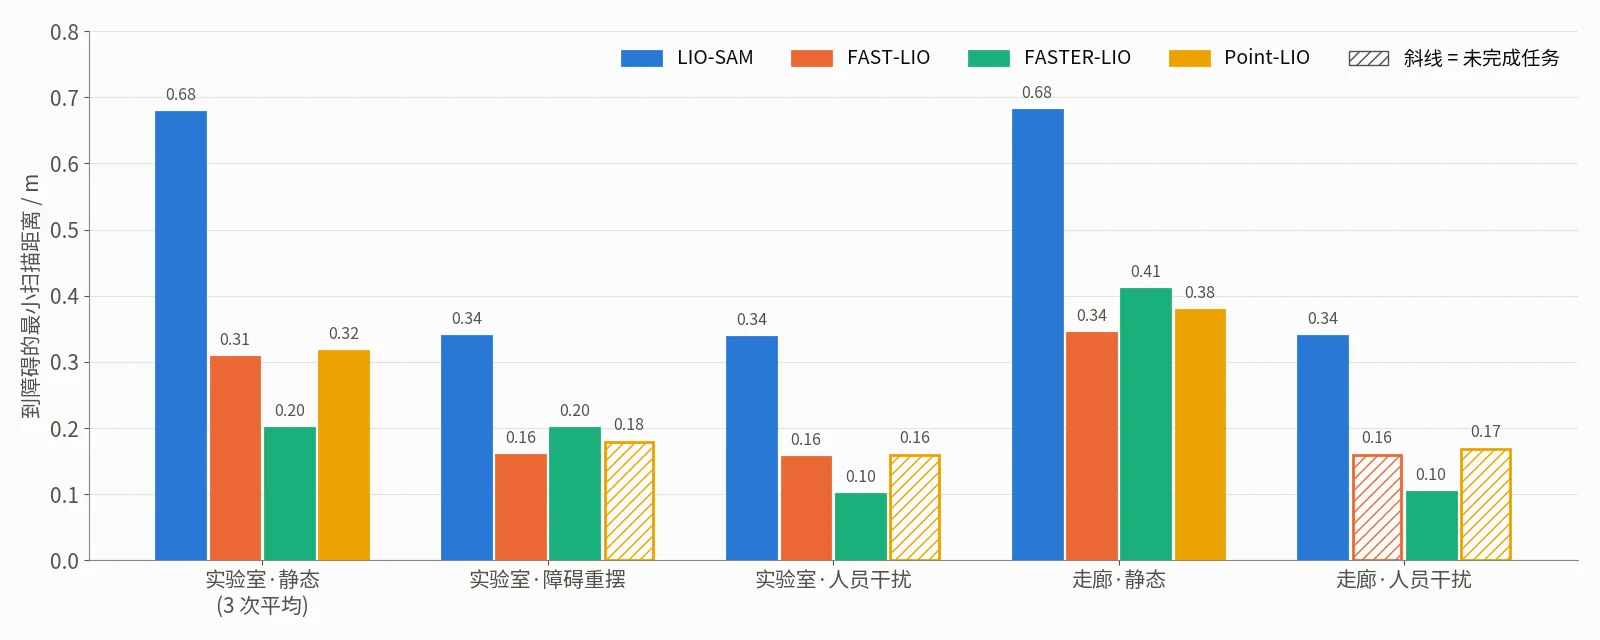 到障碍的最小扫描距离 / m
0.8
0.7
0.6
0.5
0.4
0.3
0.2
0.1
0.0
LIO-SAM
FAST-LIO
FASTER-LIO
Point-LIO
斜线 = 未完成任务
0.68
0.31
0.20
0.32
0.34
0.16
0.20
0.18
0.34
0.16
0.10
0.16
0.68
0.34
0.41
0.38
0.34
0.16
0.10
0.17
实验室·静态
(3 次平均)
实验室·障碍重摆
实验室·人员干扰
走廊·静态
走廊·人员干扰